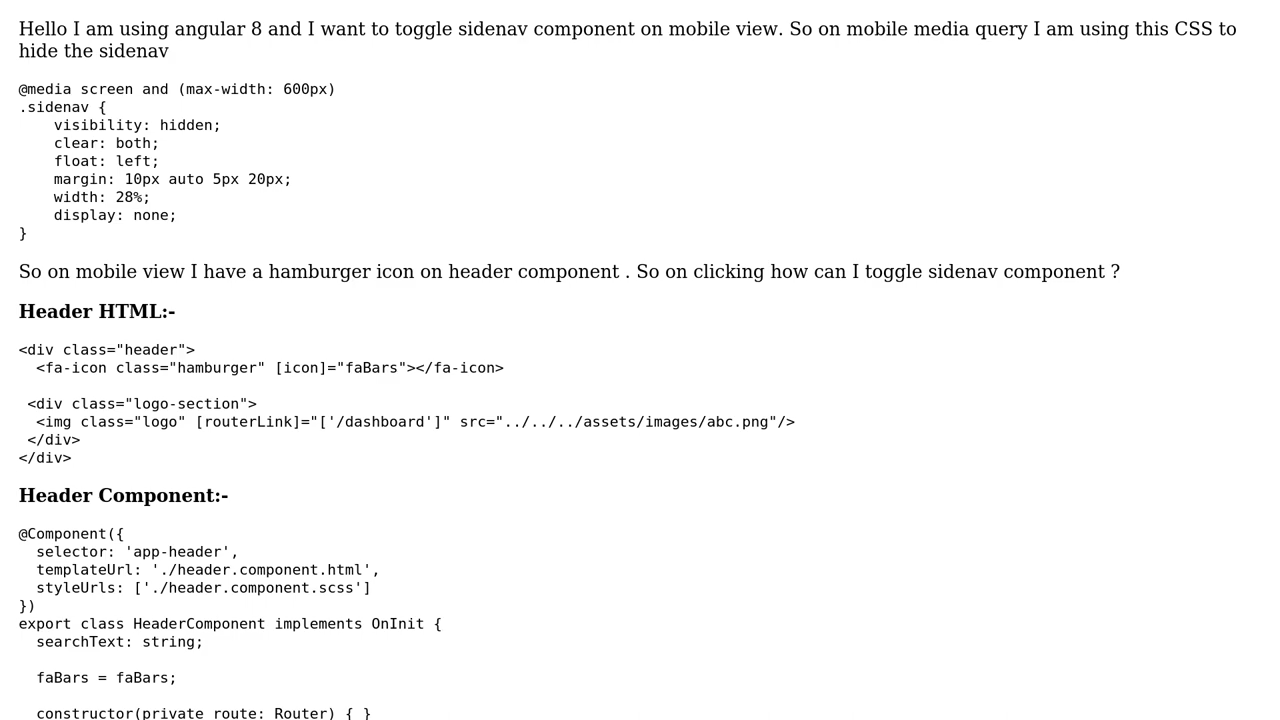 Hello I am using angular 8 and I want to toggle sidenav component on mobile view. So on mobile media query I am using this CSS to
hide the sidenav
@media screen and (max-width: 600px)
.sidenav {
    visibility: hidden;
    clear: both;
    float: left;
    margin: 10px auto 5px 20px;
    width: 28%;
    display: none;
}
So on mobile view I have a hamburger icon on header component . So on clicking how can I toggle sidenav component ?
Header HTML:-
<div class="header">
  <fa-icon class="hamburger" [icon]="faBars"></fa-icon>
 <div class="logo-section">
  <img class="logo" [routerLink]="['/dashboard']" src="../../../assets/images/abc.png"/>
 </div>
</div>
Header Component:-
@Component({
  selector: 'app-header',
  templateUrl: './header.component.html',
  styleUrls: ['./header.component.scss']
})
export class HeaderComponent implements OnInit {
  searchText: string;
  faBars = faBars;
  constructor(private route: Router) { }